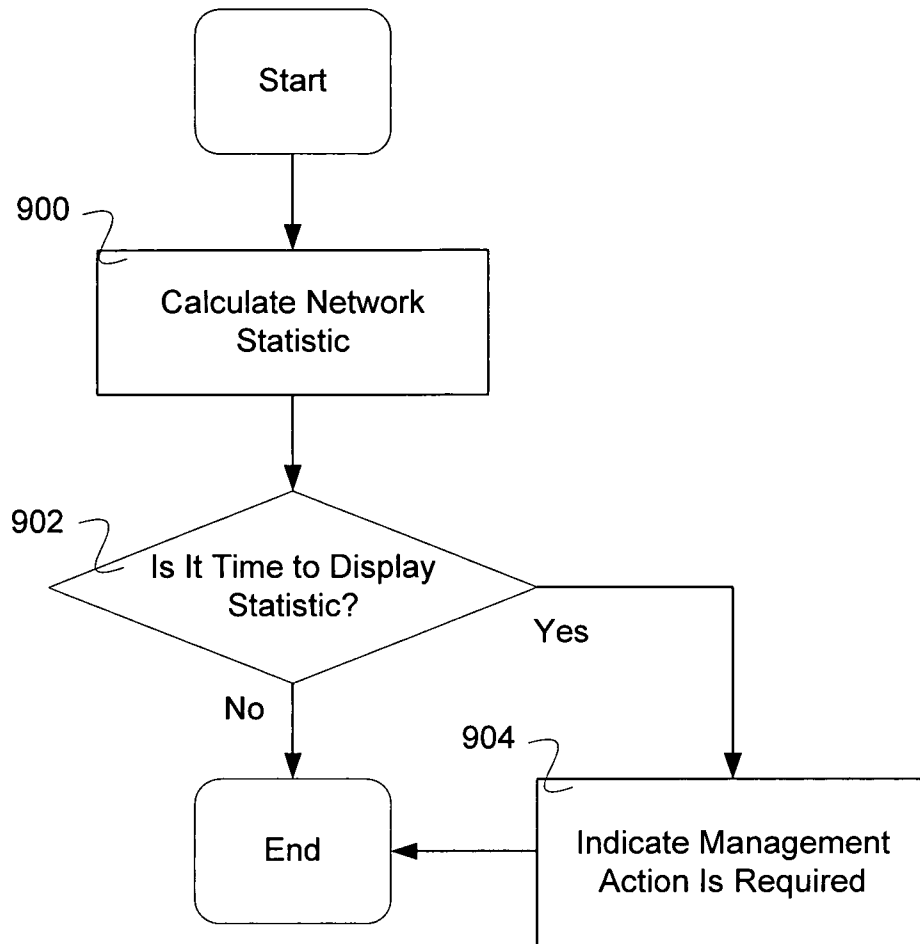 Start
900
Calculate Network
Statistic
902
Is It Time to Display
Statistic?
Yes
No
904
End
Indicate Management
Action Is Required